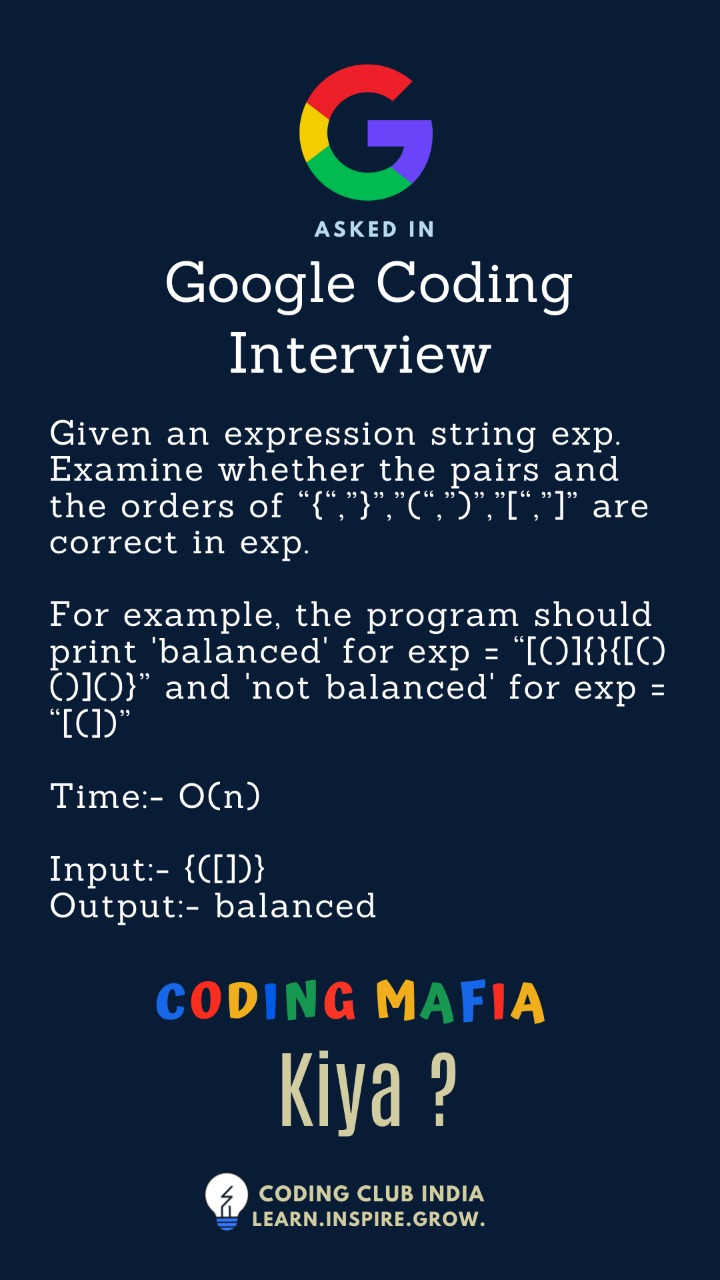 ASKED IN
Google Coding
Interview
Given an expression string exp.
Examine whether the pairs and
the orders of “{“,”}”,”(“,”)”,”[“,”]” are
correct in exp.
For example, the program should
print 'balanced' for exp = “[()]{}{[()
()]()}” and 'not balanced' for exp =
“[(])”
Time:- O(n)
Input:- {([])}
Output:- balanced
CODING MAFIA
Kiya ?
CODING CLUB INDIA
LEARN.INSPIRE.GROW.